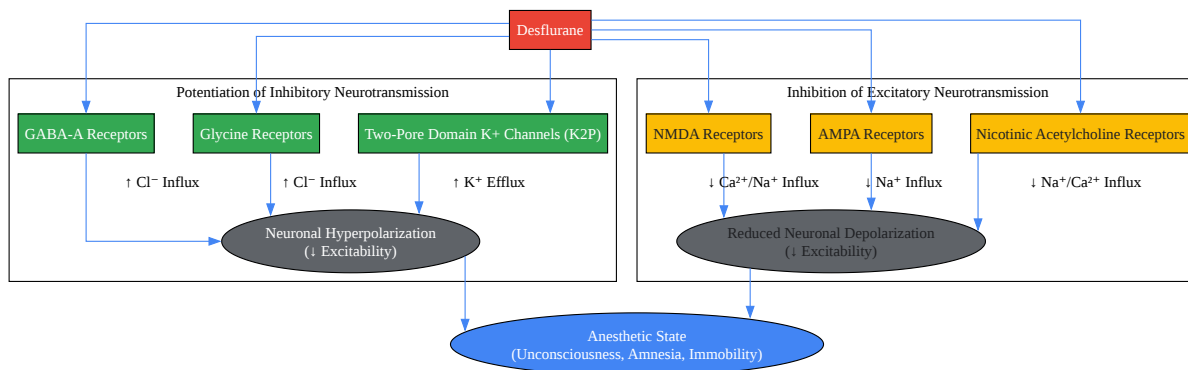 Desflurane
Potentiation of Inhibitory Neurotransmission
Inhibition of Excitatory Neurotransmission
GABA-A Receptors
Glycine Receptors
Two-Pore Domain K+ Channels (K2P)
NMDA Receptors
AMPA Receptors
Nicotinic Acetylcholine Receptors
↑ Cl⁻ Influx
↑ Cl⁻ Influx
↑ K⁺ Efflux
↓ Ca²⁺/Na⁺ Influx
↓ Na⁺ Influx
↓ Na⁺/Ca²⁺ Influx
Neuronal Hyperpolarization
(↓ Excitability)
Reduced Neuronal Depolarization
(↓ Excitability)
Anesthetic State
(Unconsciousness, Amnesia, Immobility)